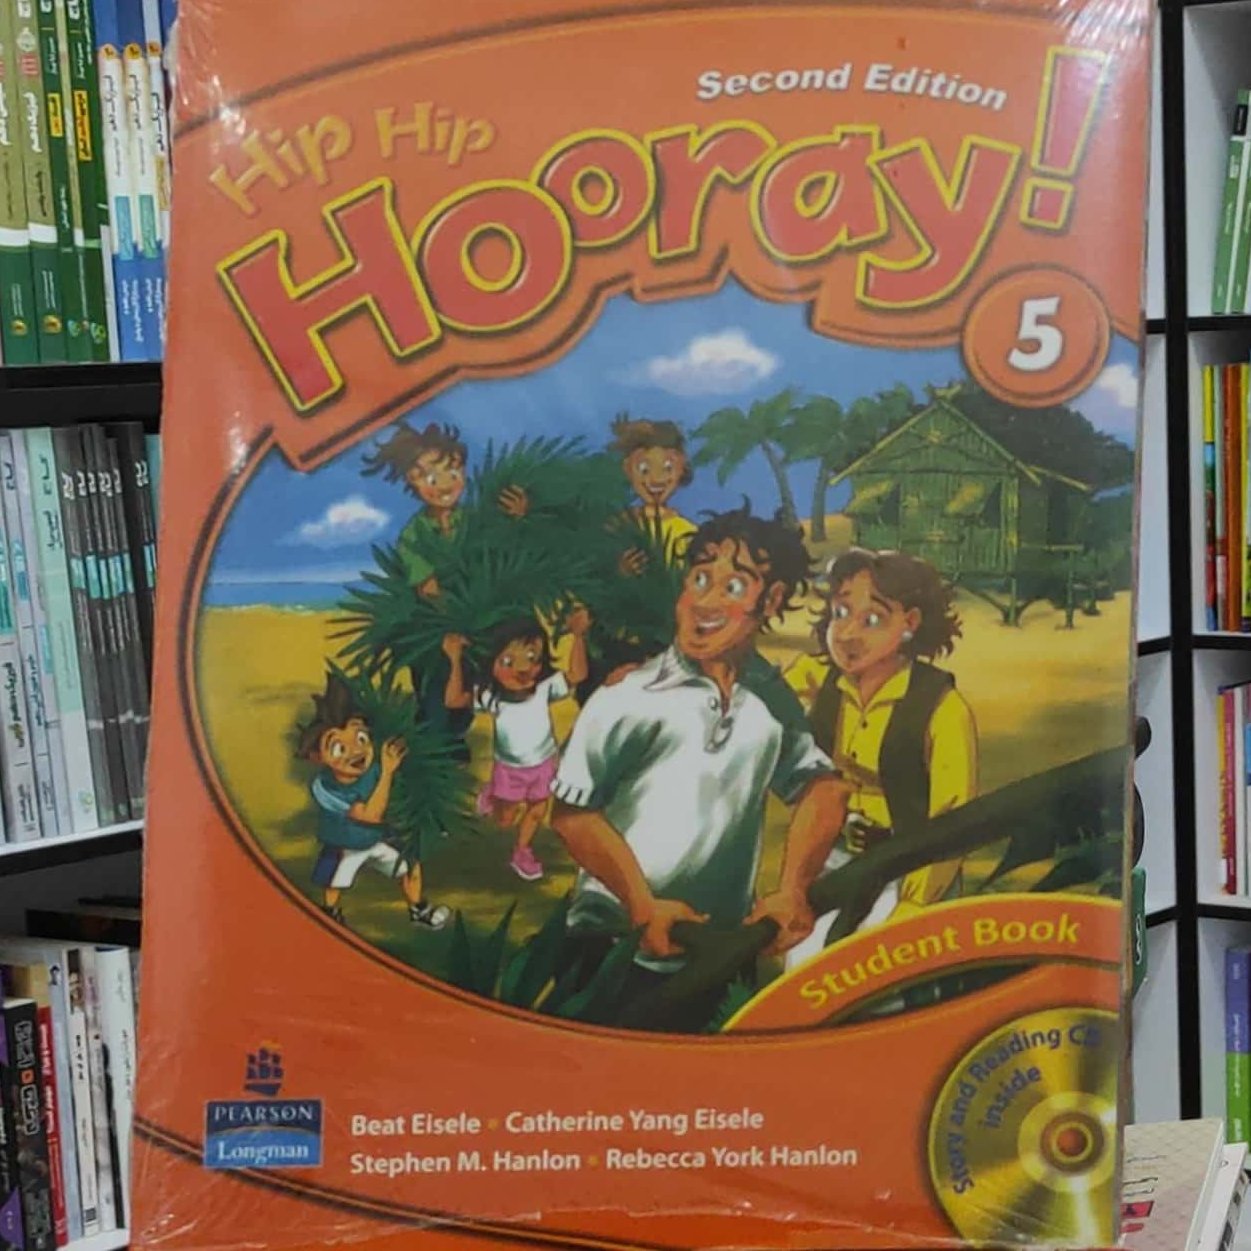 Second Edition
Hip Hip
Hooray!
5
Student Book
Story and Reading CD
inside
PEARSON
Longman
Beat Eisele • Catherine Yang Eisele
Stephen M. Hanlon • Rebecca York Hanlon